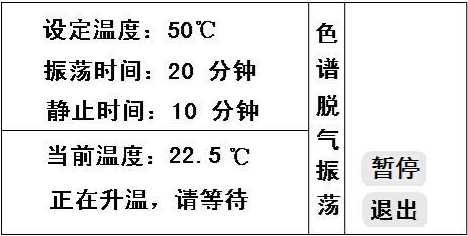 设定温度：50℃
振荡时间：20 分钟
静止时间：10 分钟
当前温度：22.5℃
正在升温，请等待
色谱脱气振荡
暂停
退出